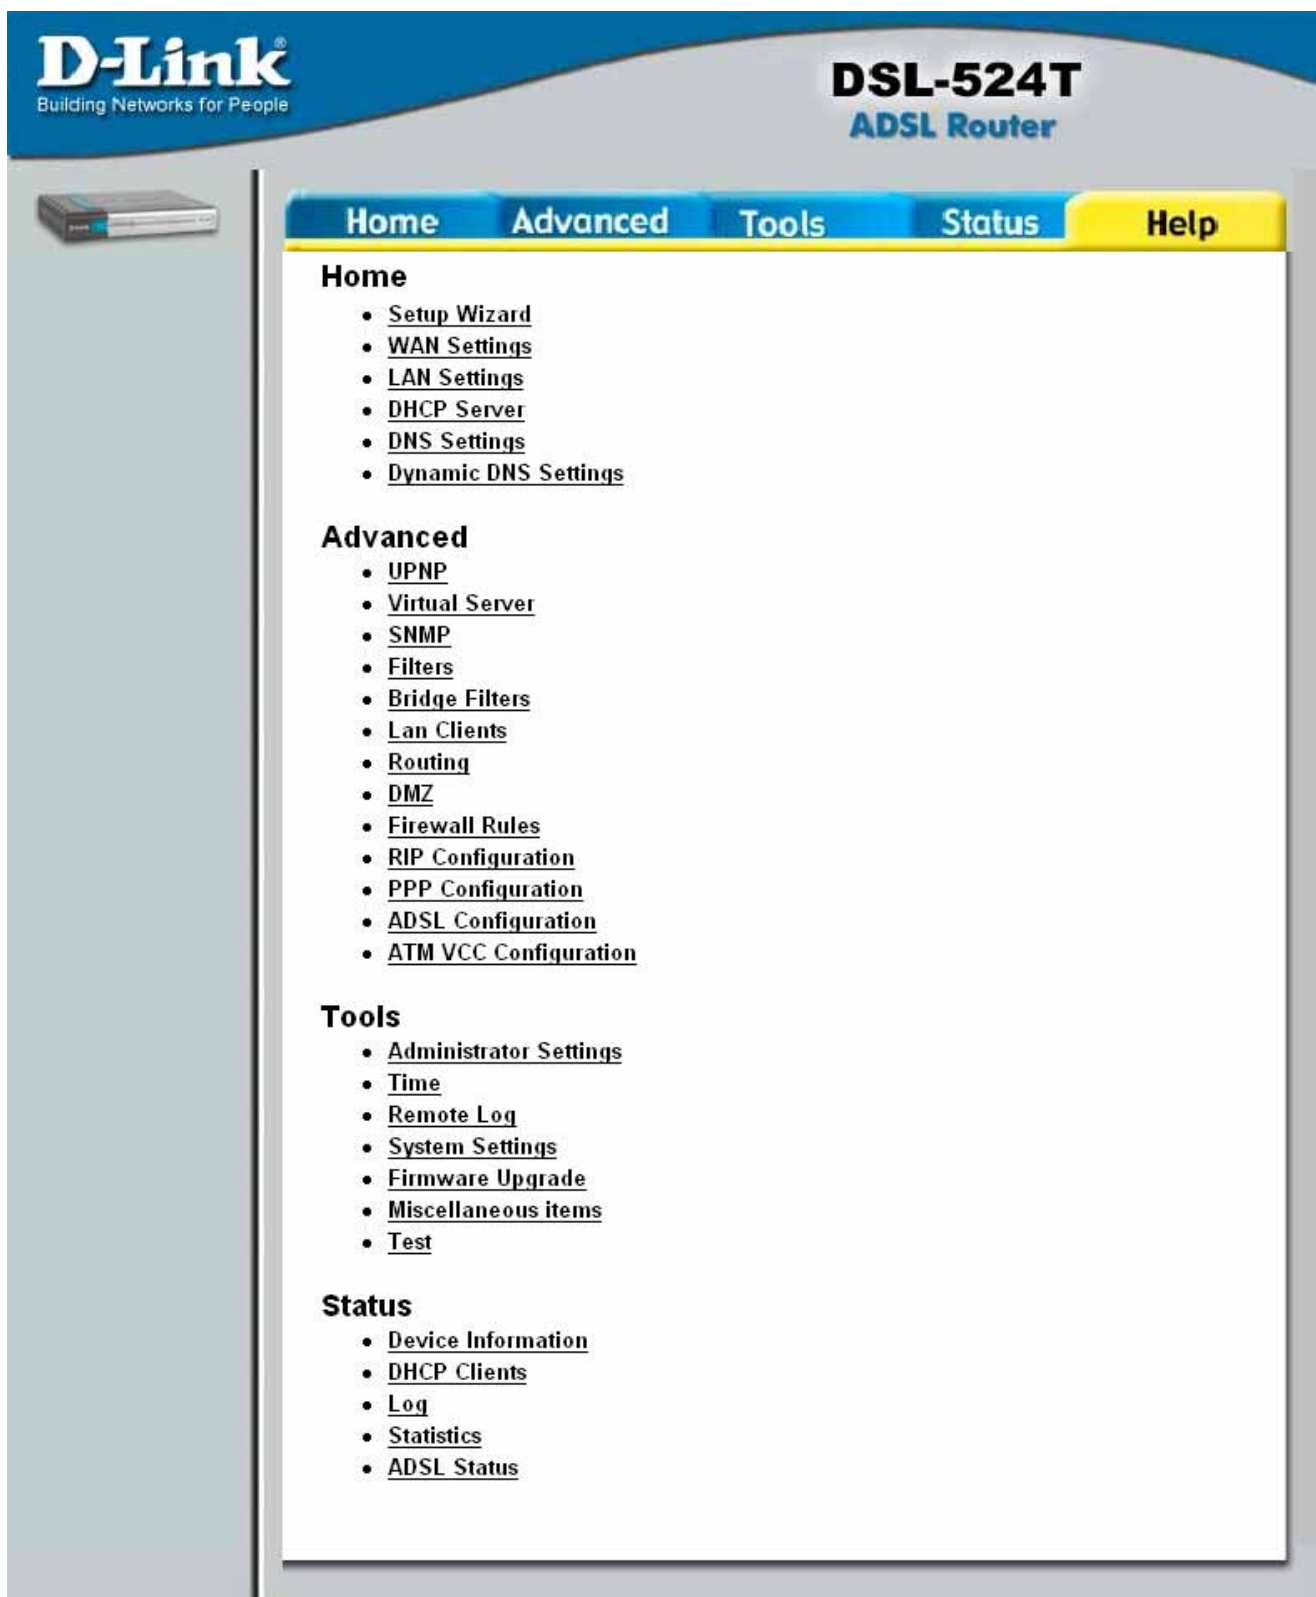 D-Link®
Building Networks for People
DSL-524T
ADSL Router
Home
Advanced
Tools
Status
Help
Home
Setup Wizard
WAN Settings
LAN Settings
DHCP Server
DNS Settings
Dynamic DNS Settings
Advanced
UPNP
Virtual Server
SNMP
Filters
Bridge Filters
Lan Clients
Routing
DMZ
Firewall Rules
RIP Configuration
PPP Configuration
ADSL Configuration
ATM VCC Configuration
Tools
Administrator Settings
Time
Remote Log
System Settings
Firmware Upgrade
Miscellaneous items
Test
Status
Device Information
DHCP Clients
Log
Statistics
ADSL Status